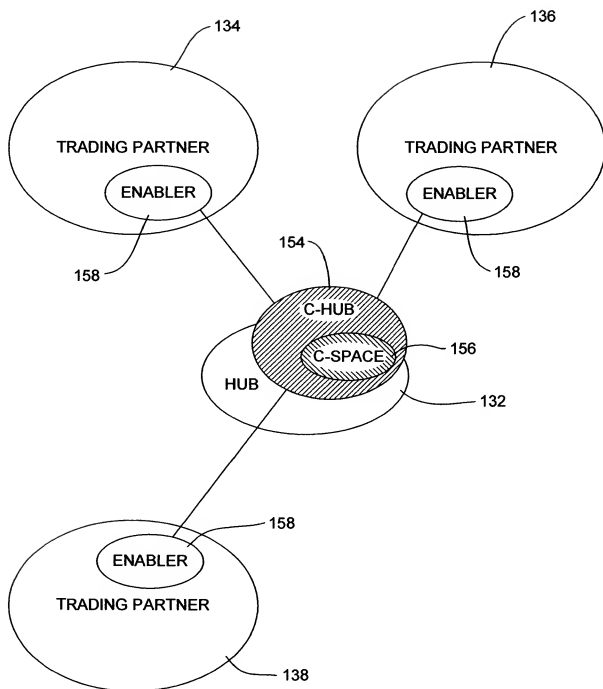 134
136
TRADING PARTNER
ENABLER
158
TRADING PARTNER
ENABLER
158
154
C-HUB
C-SPACE
156
HUB
132
158
ENABLER
TRADING PARTNER
138